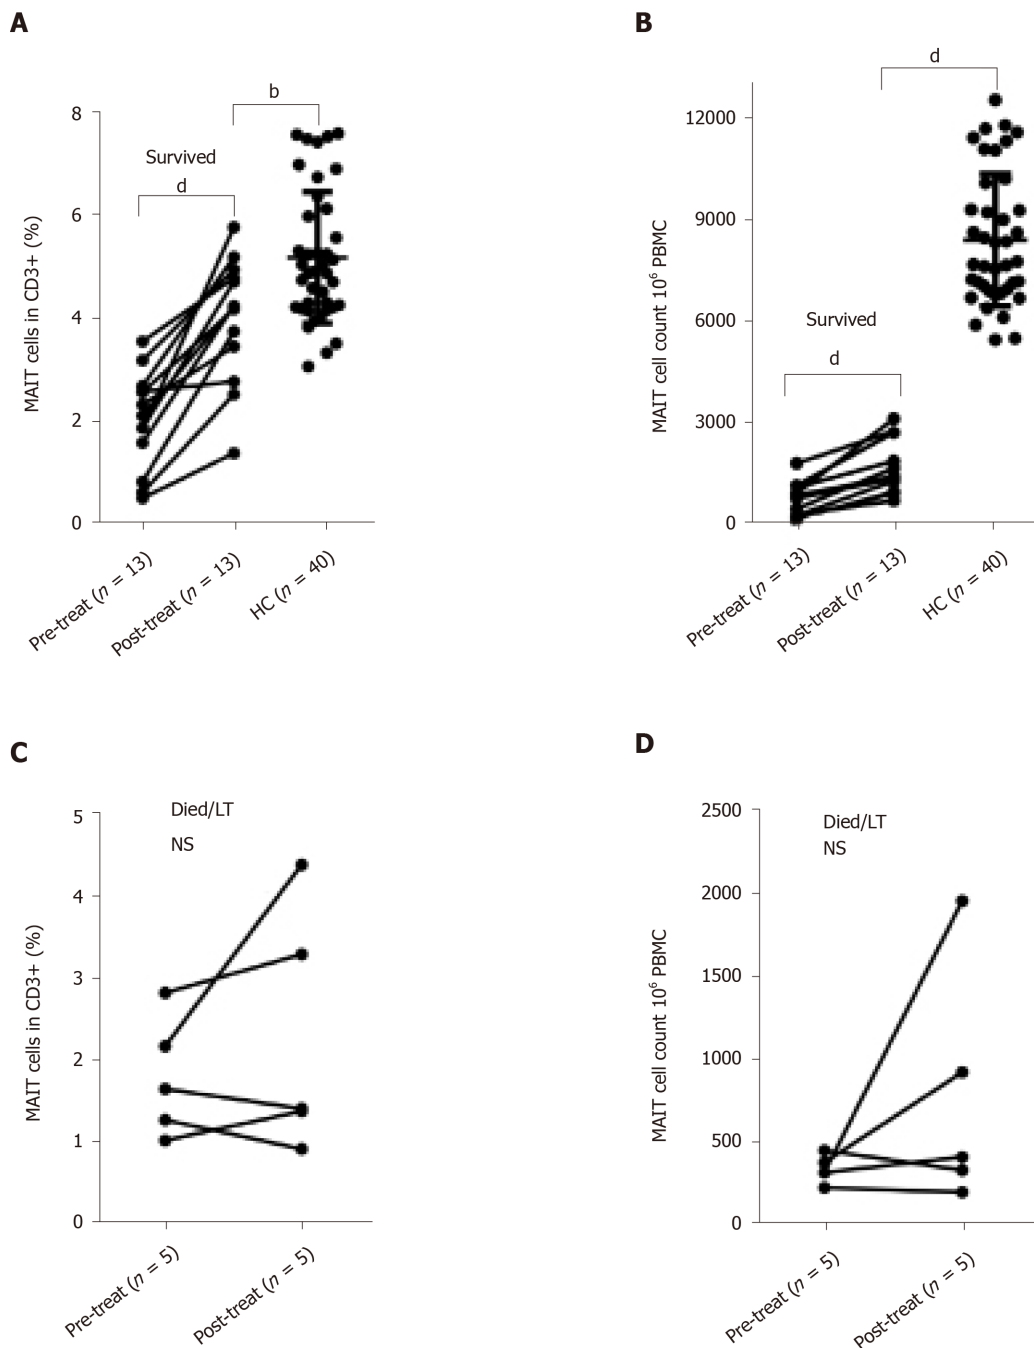 A
b
8
Survived
d
6
4
2
0
MAIT cells in CD3+ (%)
Pre-treat (n = 13)
Post-treat (n = 13)
HC (n = 40)
B
d
12000
9000
6000
Survived
d
3000
0
MAIT cell count 10⁶ PBMC
Pre-treat (n = 13)
Post-treat (n = 13)
HC (n = 40)
C
5
Died/LT
NS
4
3
2
1
0
MAIT cells in CD3+ (%)
Pre-treat (n = 5)
Post-treat (n = 5)
D
2500
Died/LT
NS
2000
1500
1000
500
0
MAIT cell count 10⁶ PBMC
Pre-treat (n = 5)
Post-treat (n = 5)